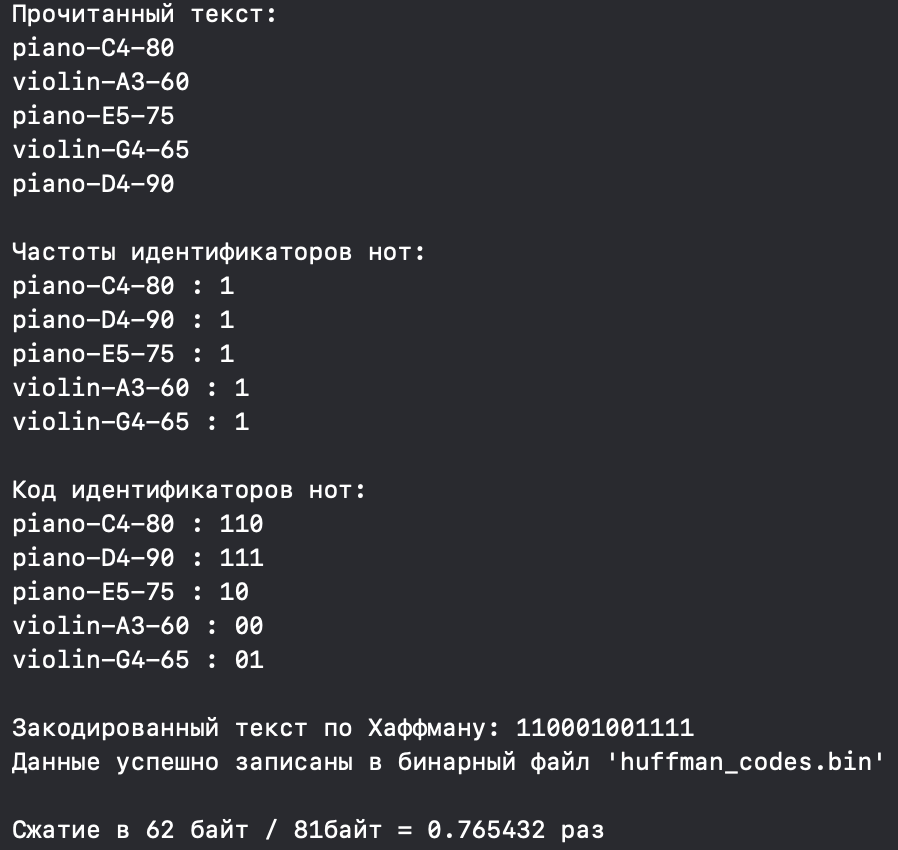 Прочитанный текст:
piano-C4-80
violin-A3-60
piano-E5-75
violin-G4-65
piano-D4-90
Частоты идентификаторов нот:
piano-C4-80 : 1
piano-D4-90 : 1
piano-E5-75 : 1
violin-A3-60 : 1
violin-G4-65 : 1
Код идентификаторов нот:
piano-C4-80 : 110
piano-D4-90 : 111
piano-E5-75 : 10
violin-A3-60 : 00
violin-G4-65 : 01
Закодированный текст по Хаффману: 110001001111
Данные успешно записаны в бинарный файл 'huffman_codes.bin'
Сжатие в 62 байт / 81байт = 0.765432 раз